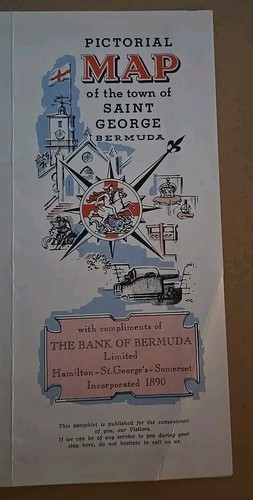 PICTORIAL
MAP
of the town of
SAINT
GEORGE
BERMUDA
with compliments of
THE BANK OF BERMUDA
Limited
Hamilton - St.George's - Somerset
Incorporated 1890
This pamphlet is published for the convenience
of you, our Visitors.
If we can be of any service to you during your
stay here, do not hesitate to call on us.